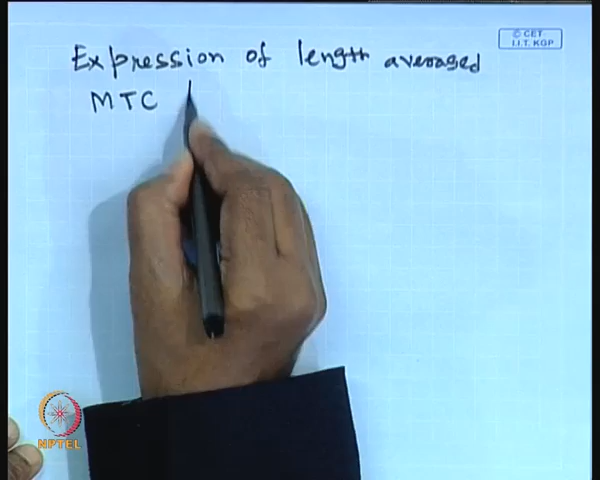 © CET
I.I.T. KGP
Expression of length averaged
MTC
NPTEL